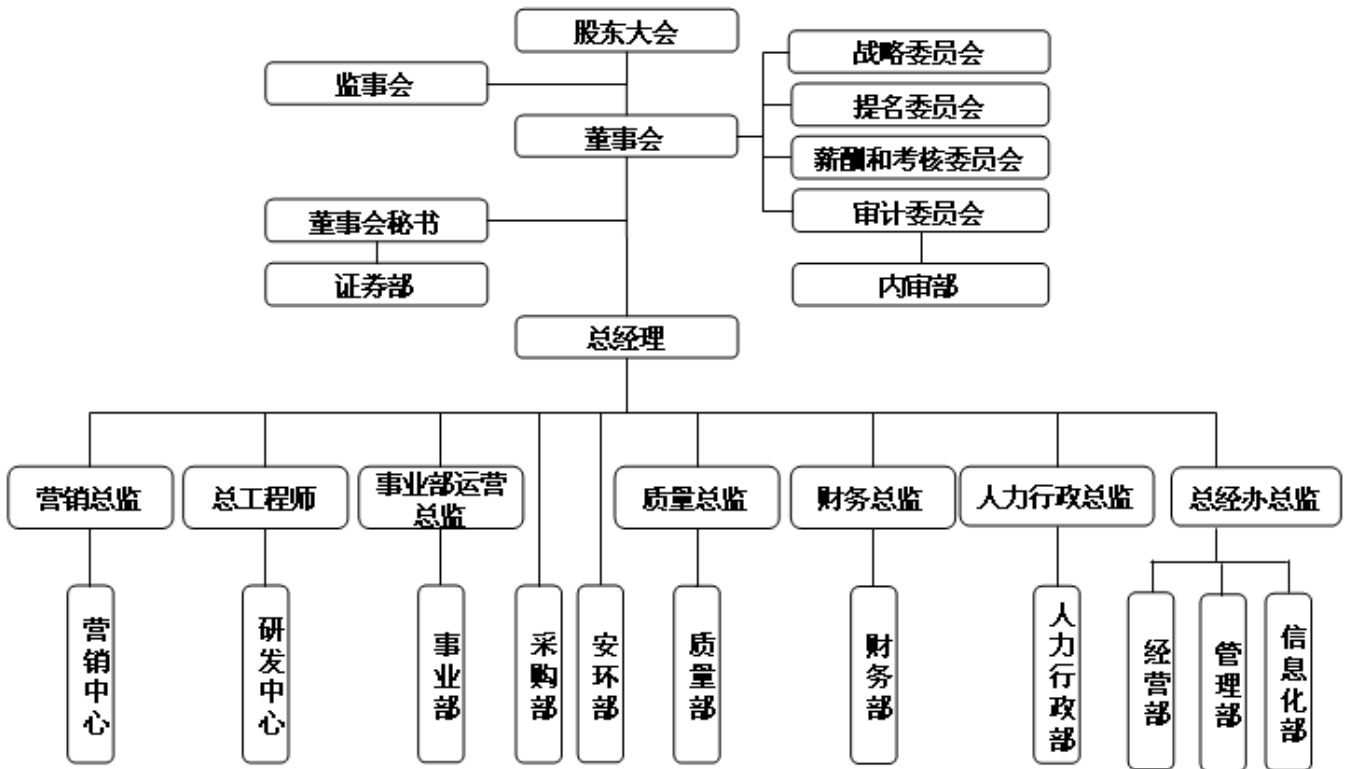 股东大会
监事会
战略委员会
提名委员会
董事会
薪酬和考核委员会
审计委员会
董事会秘书
证券部
内审部
总经理
营销总监
总工程师
事业部运营
总监
质量总监
财务总监
人力行政总监
总经办总监
营销中心
研发中心
事业部
采购部
安环部
质量部
财务部
人力行政部
经营部
管理部
信息化部